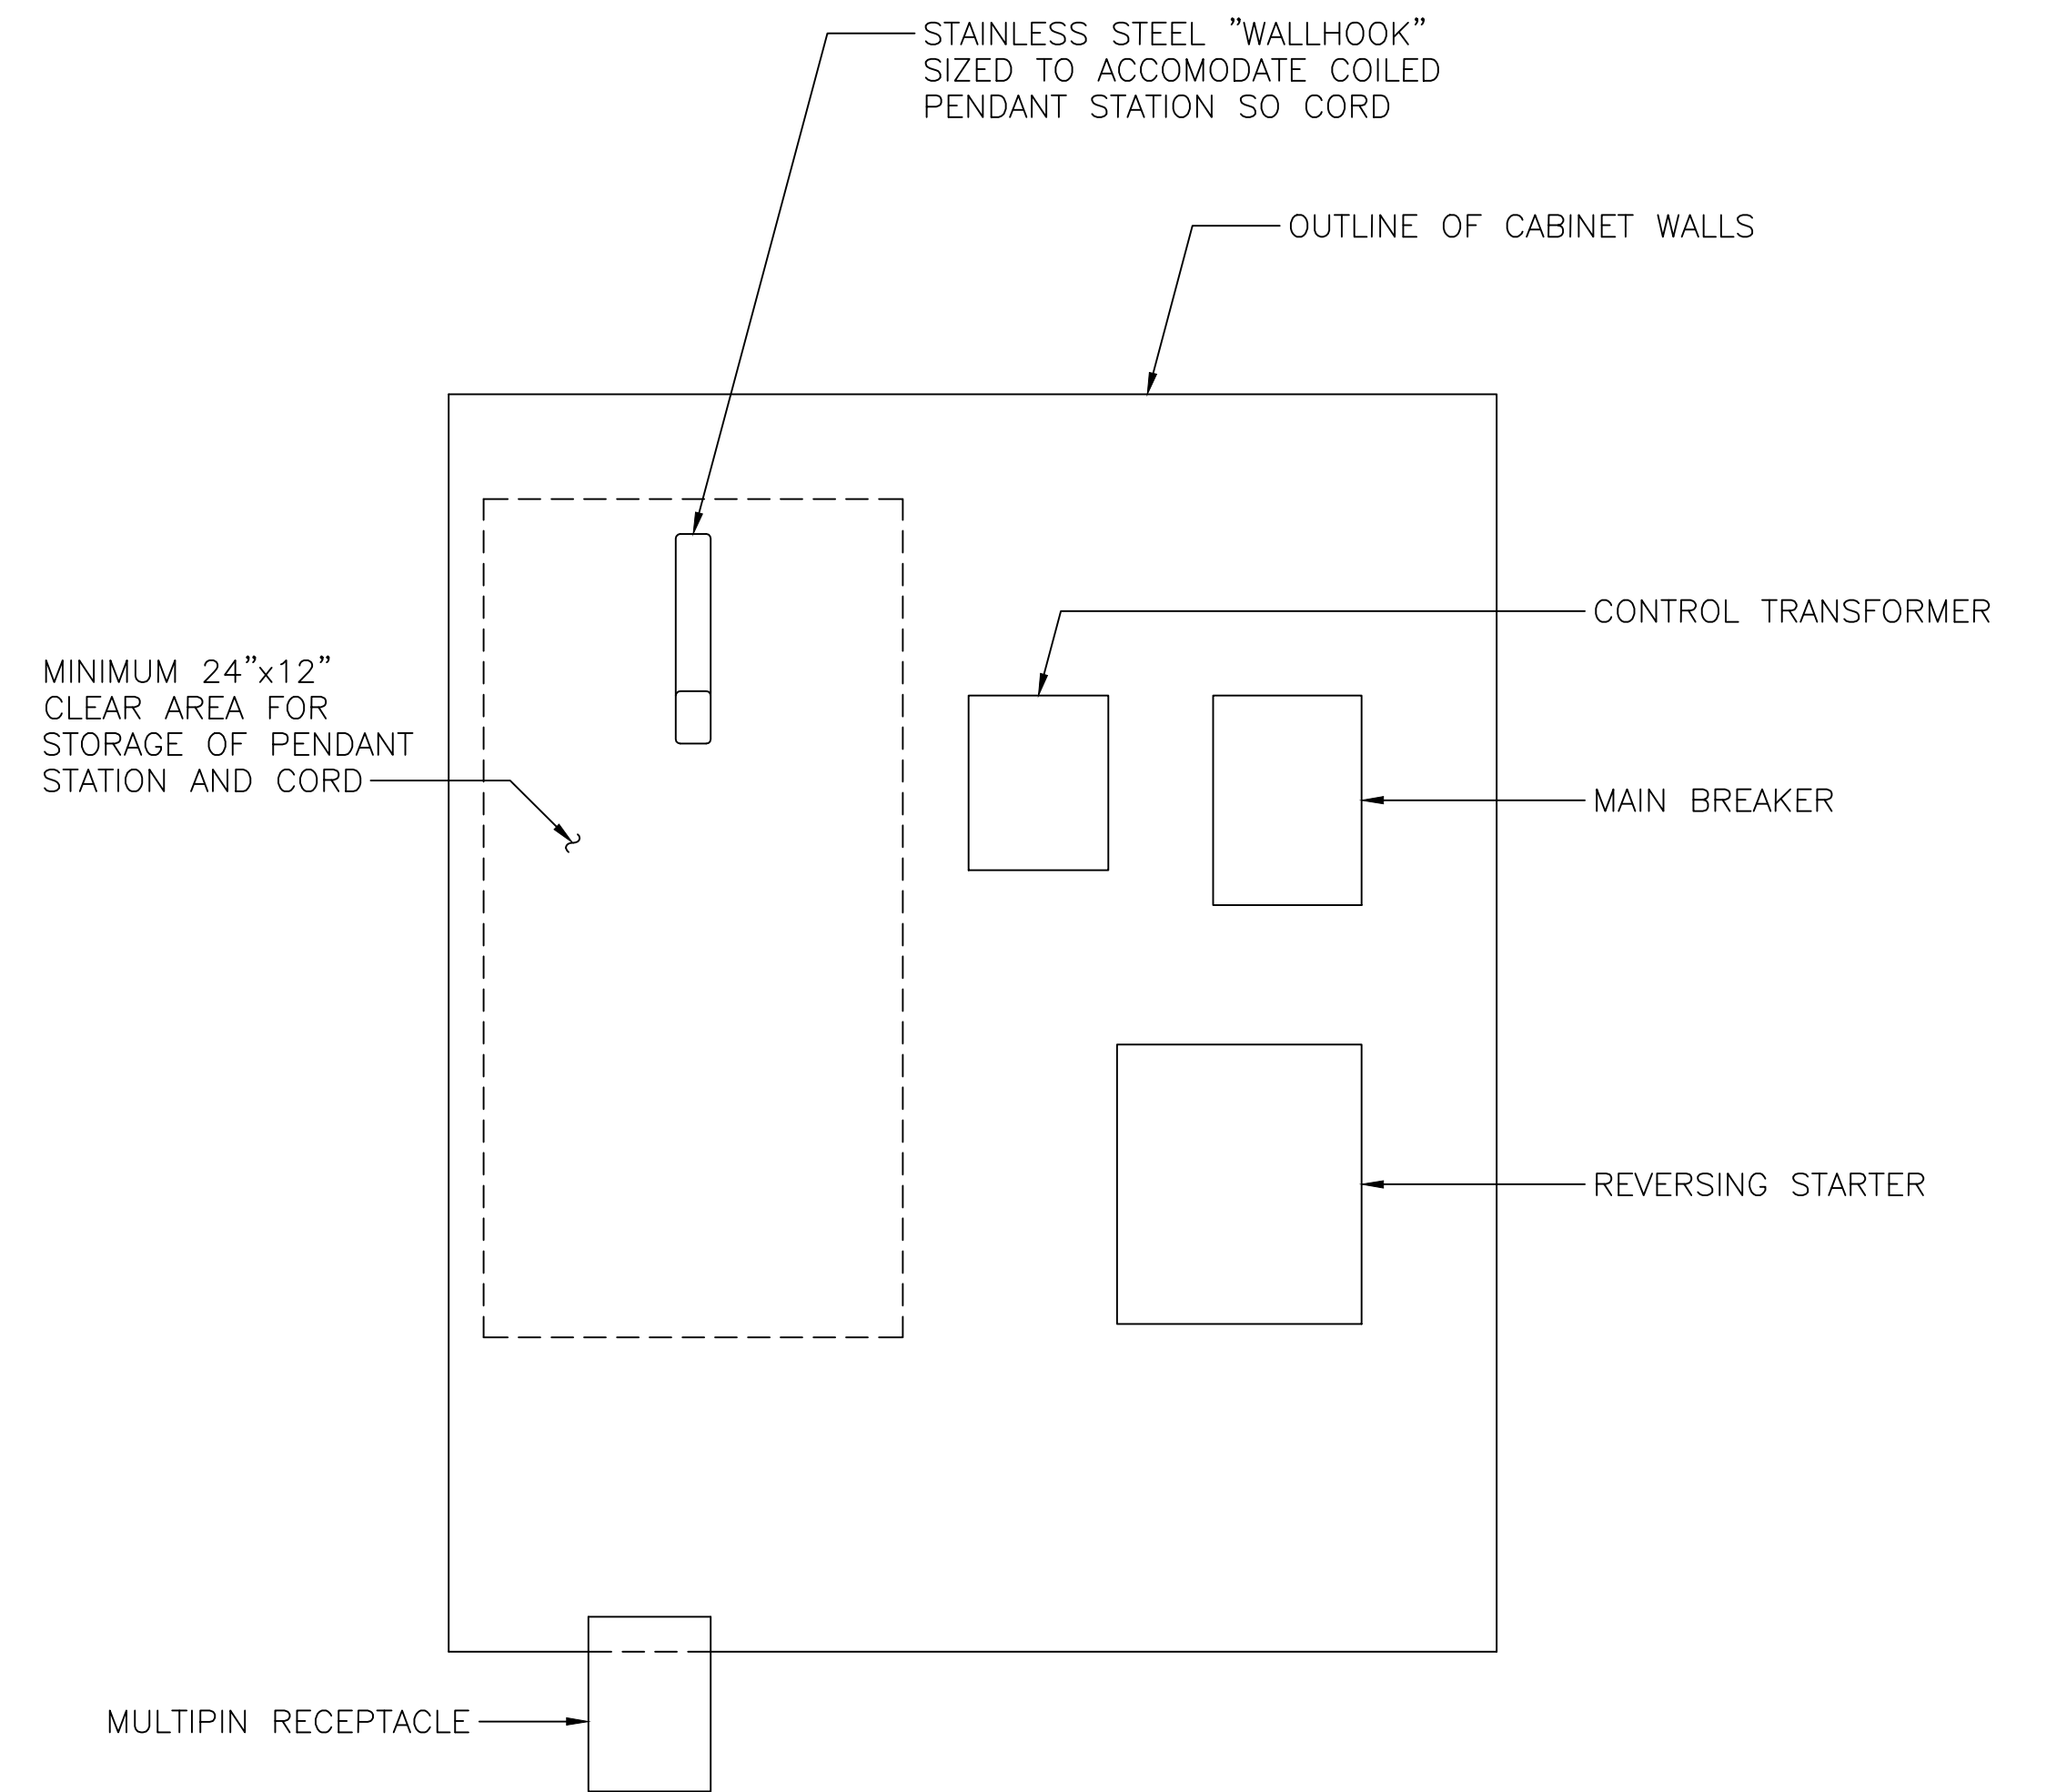 STAINLESS STEEL "WALLHOOK"
SIZED TO ACCOMODATE COILED
PENDANT STATION SO CORD
OUTLINE OF CABINET WALLS
CONTROL TRANSFORMER
MINIMUM 24"x12"
CLEAR AREA FOR
STORAGE OF PENDANT
STATION AND CORD
MAIN BREAKER
REVERSING STARTER
MULTIPIN RECEPTACLE